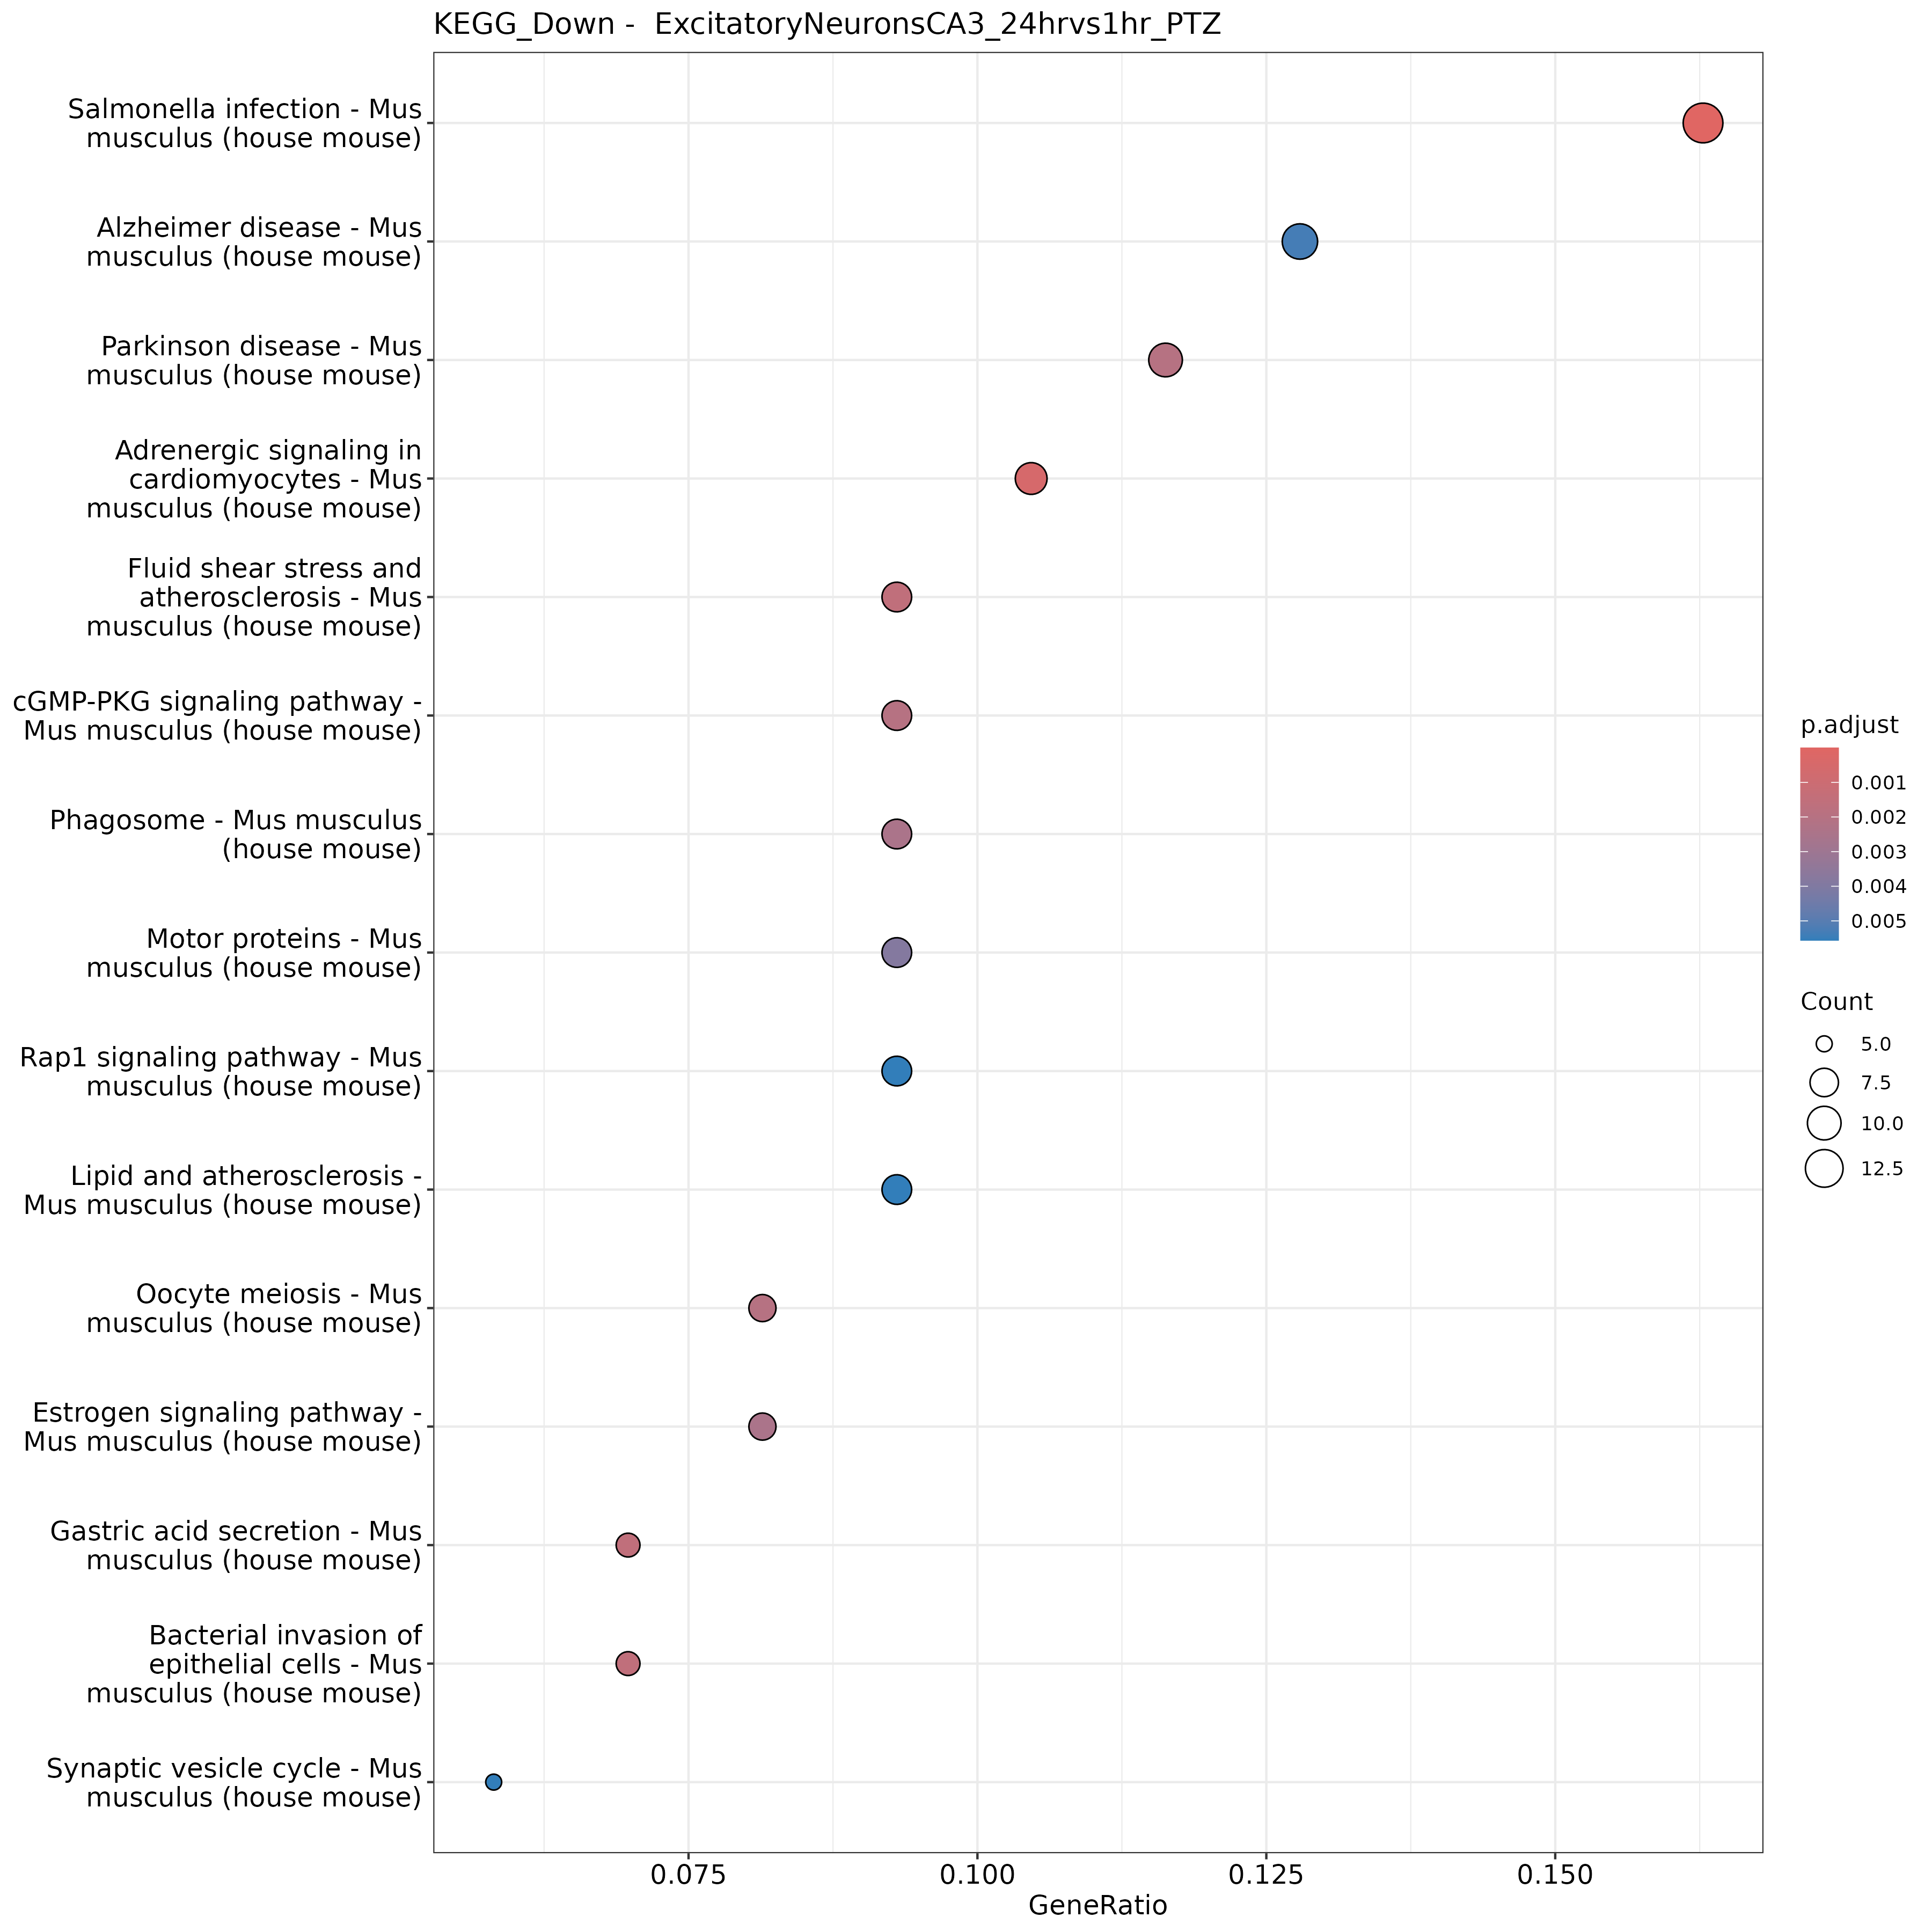 KEGG_Down -  ExcitatoryNeuronsCA3_24hrvs1hr_PTZ
Salmonella infection - Mus
musculus (house mouse)
Alzheimer disease - Mus
musculus (house mouse)
Parkinson disease - Mus
musculus (house mouse)
Adrenergic signaling in
cardiomyocytes - Mus
musculus (house mouse)
Fluid shear stress and
atherosclerosis - Mus
musculus (house mouse)
cGMP-PKG signaling pathway -
Mus musculus (house mouse)
Phagosome - Mus musculus
(house mouse)
Motor proteins - Mus
musculus (house mouse)
Rap1 signaling pathway - Mus
musculus (house mouse)
Lipid and atherosclerosis -
Mus musculus (house mouse)
Oocyte meiosis - Mus
musculus (house mouse)
Estrogen signaling pathway -
Mus musculus (house mouse)
Gastric acid secretion - Mus
musculus (house mouse)
Bacterial invasion of
epithelial cells - Mus
musculus (house mouse)
Synaptic vesicle cycle - Mus
musculus (house mouse)
0.075
0.100
0.125
0.150
GeneRatio
p.adjust
0.001
0.002
0.003
0.004
0.005
Count
5.0
7.5
10.0
12.5